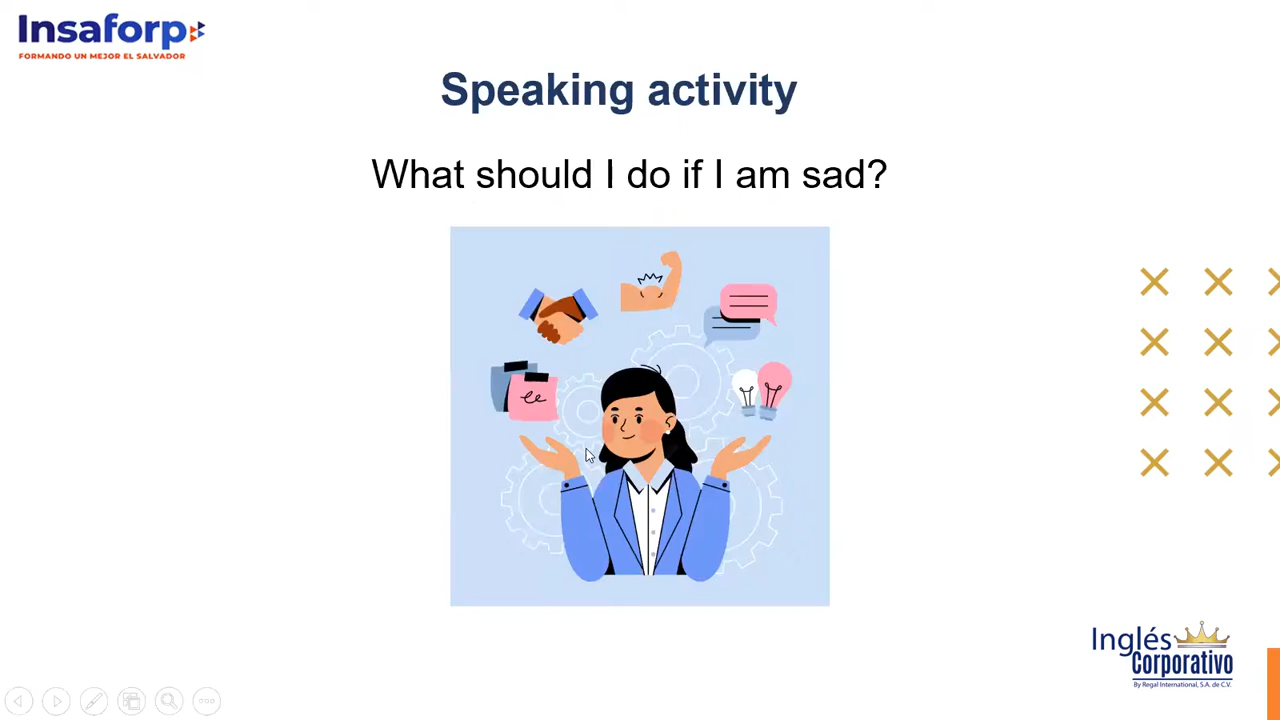 Insaforp
FORMANDO UN MEJOR EL SALVADOR
Speaking activity
What should I do if I am sad?
Inglés
Corporativo
By Regal International, S.A. de C.V.